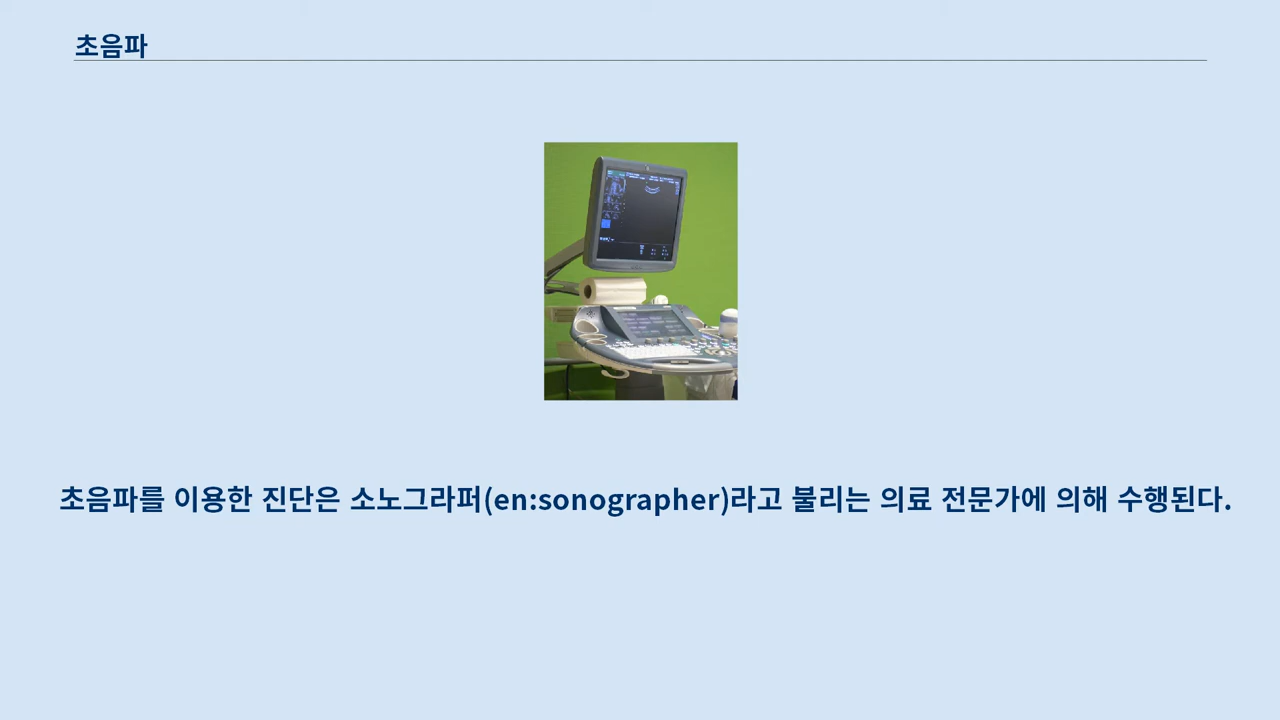 초음파
초음파를 이용한 진단은 소노그라퍼(en:sonographer)라고 불리는 의료 전문가에 의해 수행된다.